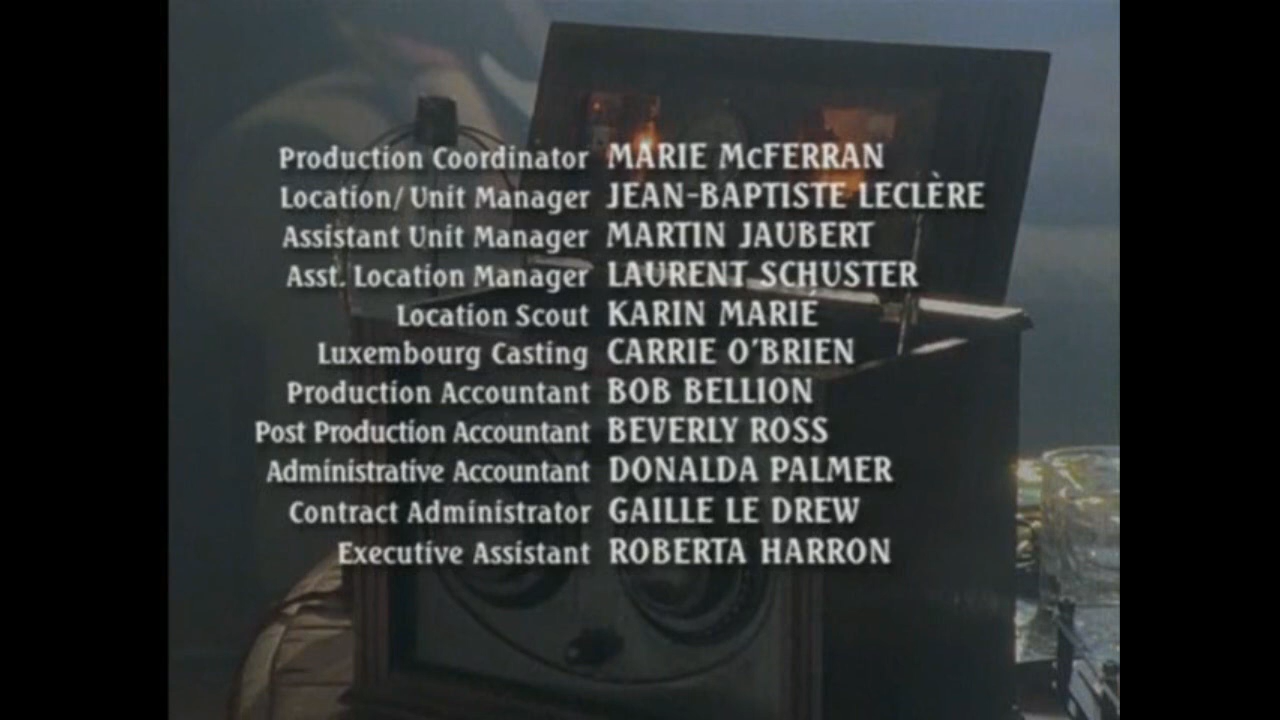 Production Coordinator MARIE McFERRAN
Location/Unit Manager JEAN-BAPTISTE LECLÈRE
Assistant Unit Manager MARTIN JAUBERT
Asst. Location Manager LAURENT SCHUSTER
Location Scout KARIN MARIÉ
Luxembourg Casting CARRIE O'BRIEN
Production Accountant BOB BELLION
Post Production Accountant BEVERLY ROSS
Administrative Accountant DONALDA PALMER
Contract Administrator GAILLE LE DREW
Executive Assistant ROBERTA HARRON